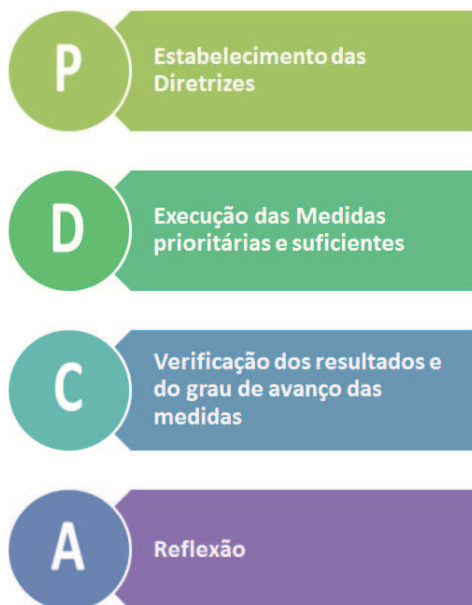 P
Estabelecimento das
Diretrizes
D
Execução das Medidas
prioritárias e suficientes
C
Verificação dos resultados e
do grau de avanço das
medidas
A
Reflexão